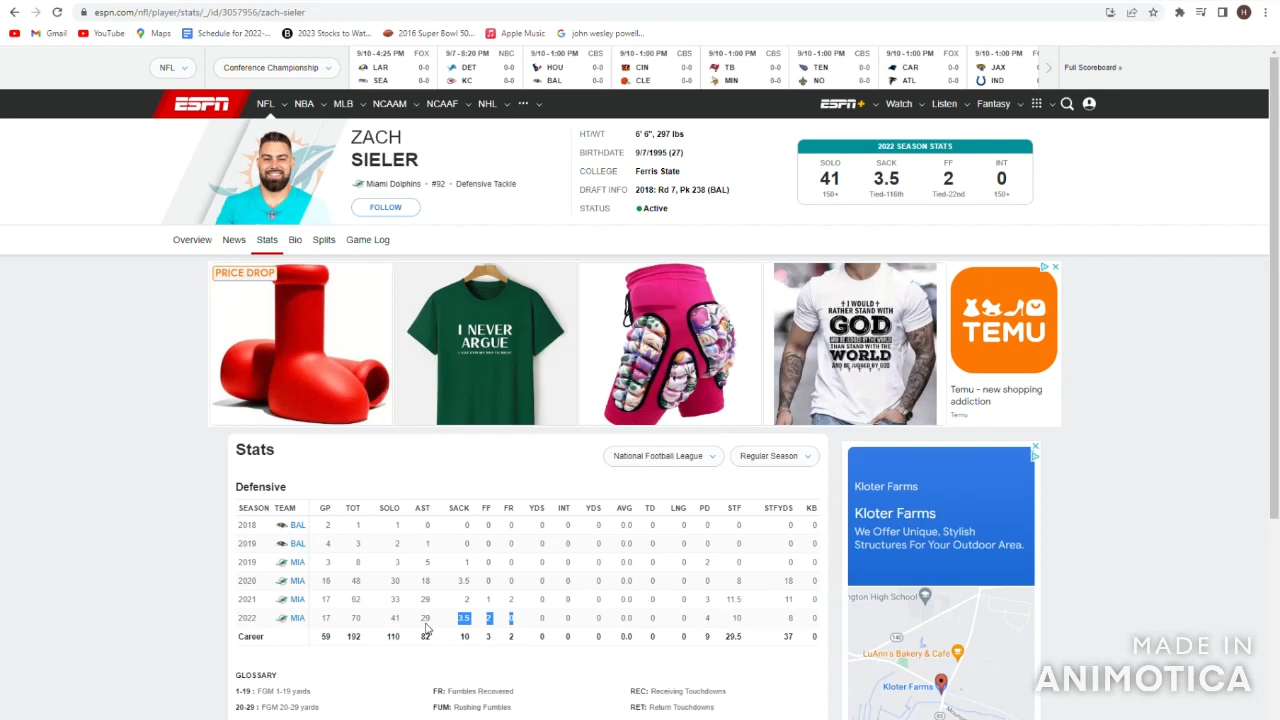 espn.com/nfl/player/stats/_/id/3057956/zach-sieler
H
M Gmail YouTube Maps Schedule for 2022-... 2023 Stocks to Wat... 2016 Super Bowl 50... Apple Music john wesley powell...
NFL Conference Championship
9/10 - 4:25 PM FOX 9/7 - 8:20 PM NBC 9/10 - 1:00 PM CBS 9/10 - 1:00 PM CBS 9/10 - 1:00 PM CBS 9/10 - 1:00 PM CBS 9/10 - 1:00 PM FOX 9/10 - 1:00 PM
LAR 0-0 DET 0-0 HOU 0-0 CIN 0-0 TB 0-0 TEN 0-0 CAR 0-0 JAX 0-
SEA 0-0 KC 0-0 BAL 0-0 CLE 0-0 MIN 0-0 NO 0-0 ATL 0-0 IND 0-
Full Scoreboard »
ESPN NFL NBA MLB NCAAM NCAAF NHL ••• ESPN+ Watch Listen Fantasy
ZACH
SIELER
Miami Dolphins • #92 • Defensive Tackle
FOLLOW
HT/WT 6' 6", 297 lbs
BIRTHDATE 9/7/1995 (27)
COLLEGE Ferris State
DRAFT INFO 2018: Rd 7, Pk 238 (BAL)
STATUS Active
2022 SEASON STATS
SOLO SACK FF INT
41 3.5 2 0
150+ Tied-116th Tied-22nd 150+
Overview News Stats Bio Splits Game Log
PRICE DROP
I NEVER
ARGUE
I WOULD
RATHER STAND WITH
GOD
AND BE JUDGED BY THE WORLD
THAN STAND WITH THE
WORLD
AND BE JUDGED BY GOD
TEMU
Temu - new shopping
addiction
Temu
Stats
National Football League Regular Season
Defensive
SEASON TEAM GP TOT SOLO AST SACK FF FR YDS INT YDS AVG TD LNG PD STF STFYDS KB
2018 BAL 2 1 1 0 0 0 0 0 0 0 0.0 0 0 0 0 0 0
2019 BAL 4 3 2 1 0 0 0 0 0 0 0.0 0 0 0 0 0 0
2019 MIA 3 8 3 5 1 0 0 0 0 0 0.0 0 0 2 0 0 0
2020 MIA 16 48 30 18 3.5 0 0 0 0 0 0.0 0 0 0 8 18 0
2021 MIA 17 62 33 29 2 1 2 0 0 0 0.0 0 0 3 11.5 11 0
2022 MIA 17 70 41 29 3.5 2 0 0 0 0 0.0 0 0 4 10 8 0
Career 59 192 110 82 10 3 2 0 0 0 0.0 0 0 9 29.5 37 0
GLOSSARY
1-19 : FGM 1-19 yards FR: Fumbles Recovered REC: Receiving Touchdowns
20-29 : FGM 20-29 yards FUM: Rushing Fumbles RET: Return Touchdowns
Kloter Farms
Kloter Farms
We Offer Unique, Stylish
Structures For Your Outdoor Area.
ngton High School
140
LuAnn's Bakery & Cafe
Kloter Farms
83
MADE IN
ANIMOTICA